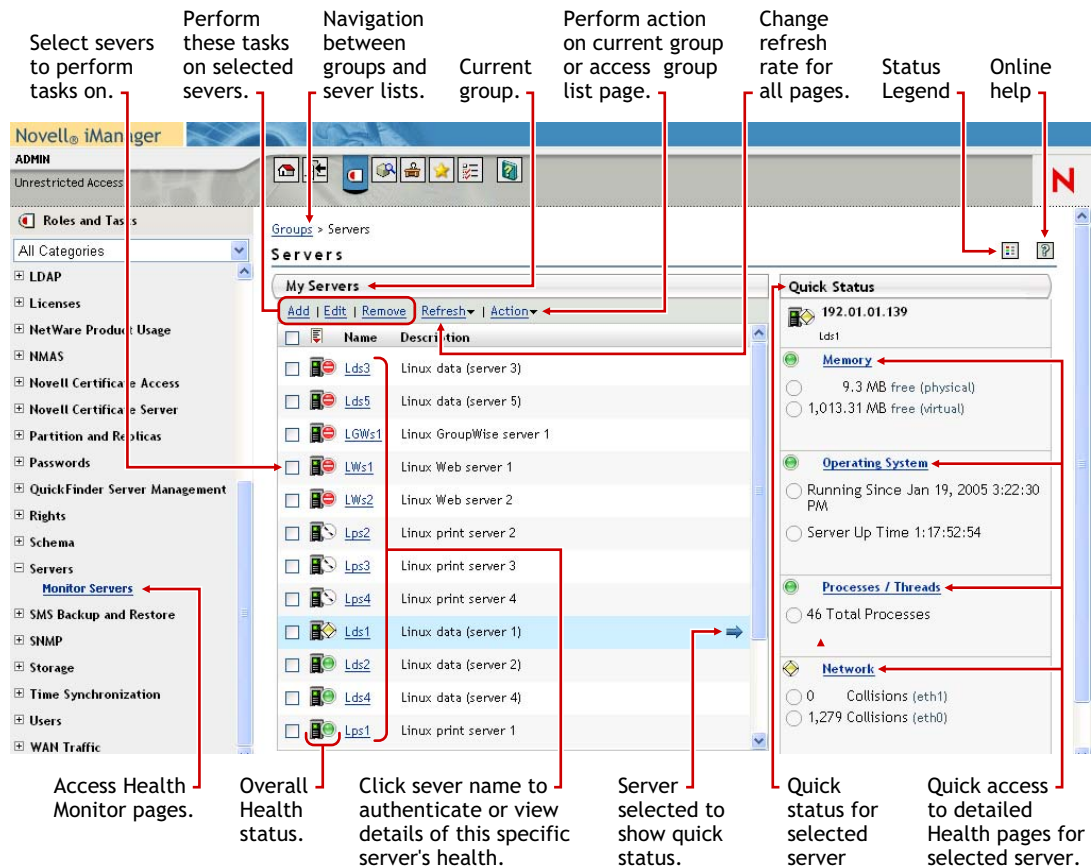 Select severs
to perform
tasks on.
Perform
these tasks
on selected
severs.
Navigation
between
groups and
sever lists.
Current
group.
Perform action
on current group
or access group
list page.
Change
refresh
rate for
all pages.
Status
Legend
Online
help
Novell® iManager
ADMIN
Unrestricted Access
N
Roles and Tasks
All Categories
LDAP
Licenses
NetWare Product Usage
NMAS
Novell Certificate Access
Novell Certificate Server
Partition and Replicas
Passwords
QuickFinder Server Management
Rights
Schema
Servers
Monitor Servers
SMS Backup and Restore
SNMP
Storage
Time Synchronization
Users
WAN Traffic
Groups > Servers
Servers
My Servers
Add | Edit | Remove Refresh | Action
Name Description
Lds3 Linux data (server 3)
Lds5 Linux data (server 5)
LGWs1 Linux GroupWise server 1
LWs1 Linux Web server 1
LWs2 Linux Web server 2
Lps2 Linux print server 2
Lps3 Linux print server 3
Lps4 Linux print server 4
Lds1 Linux data (server 1)
Lds2 Linux data (server 2)
Lds4 Linux data (server 4)
Lps1 Linux print server 1
Quick Status
192.01.01.139
Lds1
Memory
9.3 MB free (physical)
1,013.31 MB free (virtual)
Operating System
Running Since Jan 19, 2005 3:22:30
PM
Server Up Time 1:17:52:54
Processes / Threads
46 Total Processes
Network
0 Collisions (eth1)
1,279 Collisions (eth0)
Access Health
Monitor pages.
Overall
Health
status.
Click sever name to
authenticate or view
details of this specific
server's health.
Server
selected to
show quick
status.
Quick
status for
selected
server
Quick access
to detailed
Health pages for
selected server.